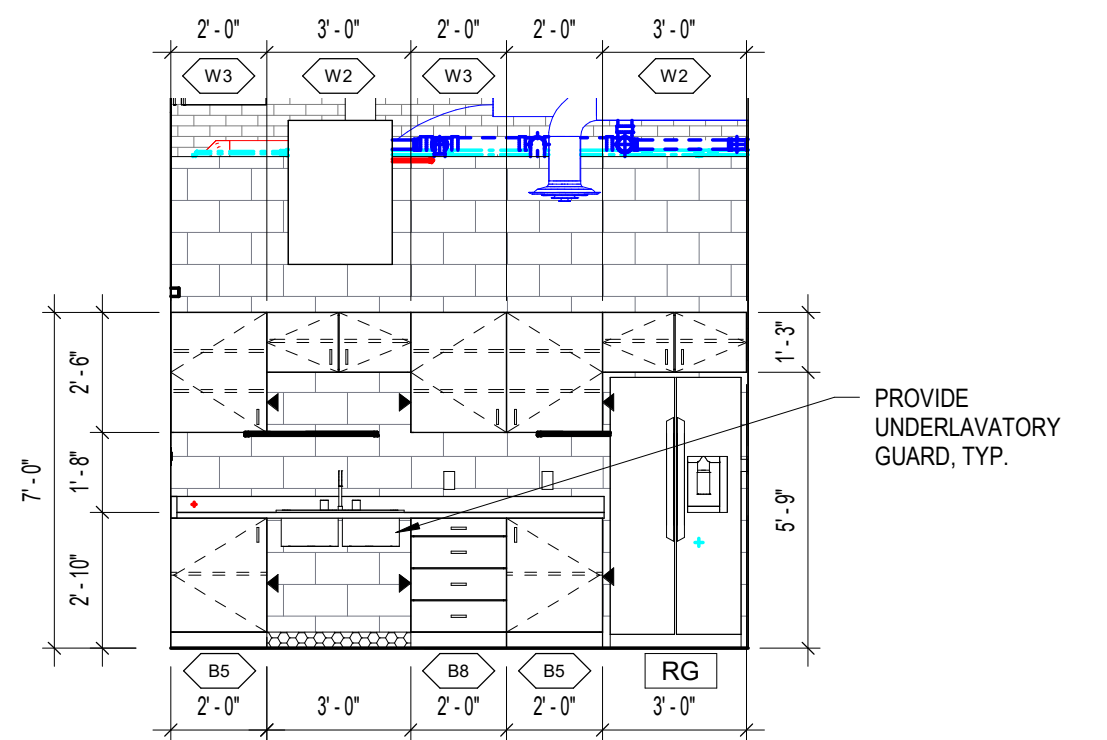 2' - 0"
3' - 0"
2' - 0"
2' - 0"
3' - 0"
W3
W2
W3
W2
7' - 0"
2' - 6"
1' - 8"
2' - 10"
1' - 3"
5' - 9"
PROVIDE
UNDERLAVATORY
GUARD, TYP.
B5
B8
B5
RG
2' - 0"
3' - 0"
2' - 0"
2' - 0"
3' - 0"